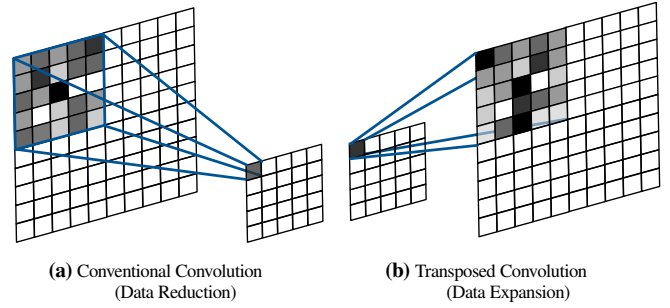 (a) Conventional Convolution
(Data Reduction)
(b) Transposed Convolution
(Data Expansion)